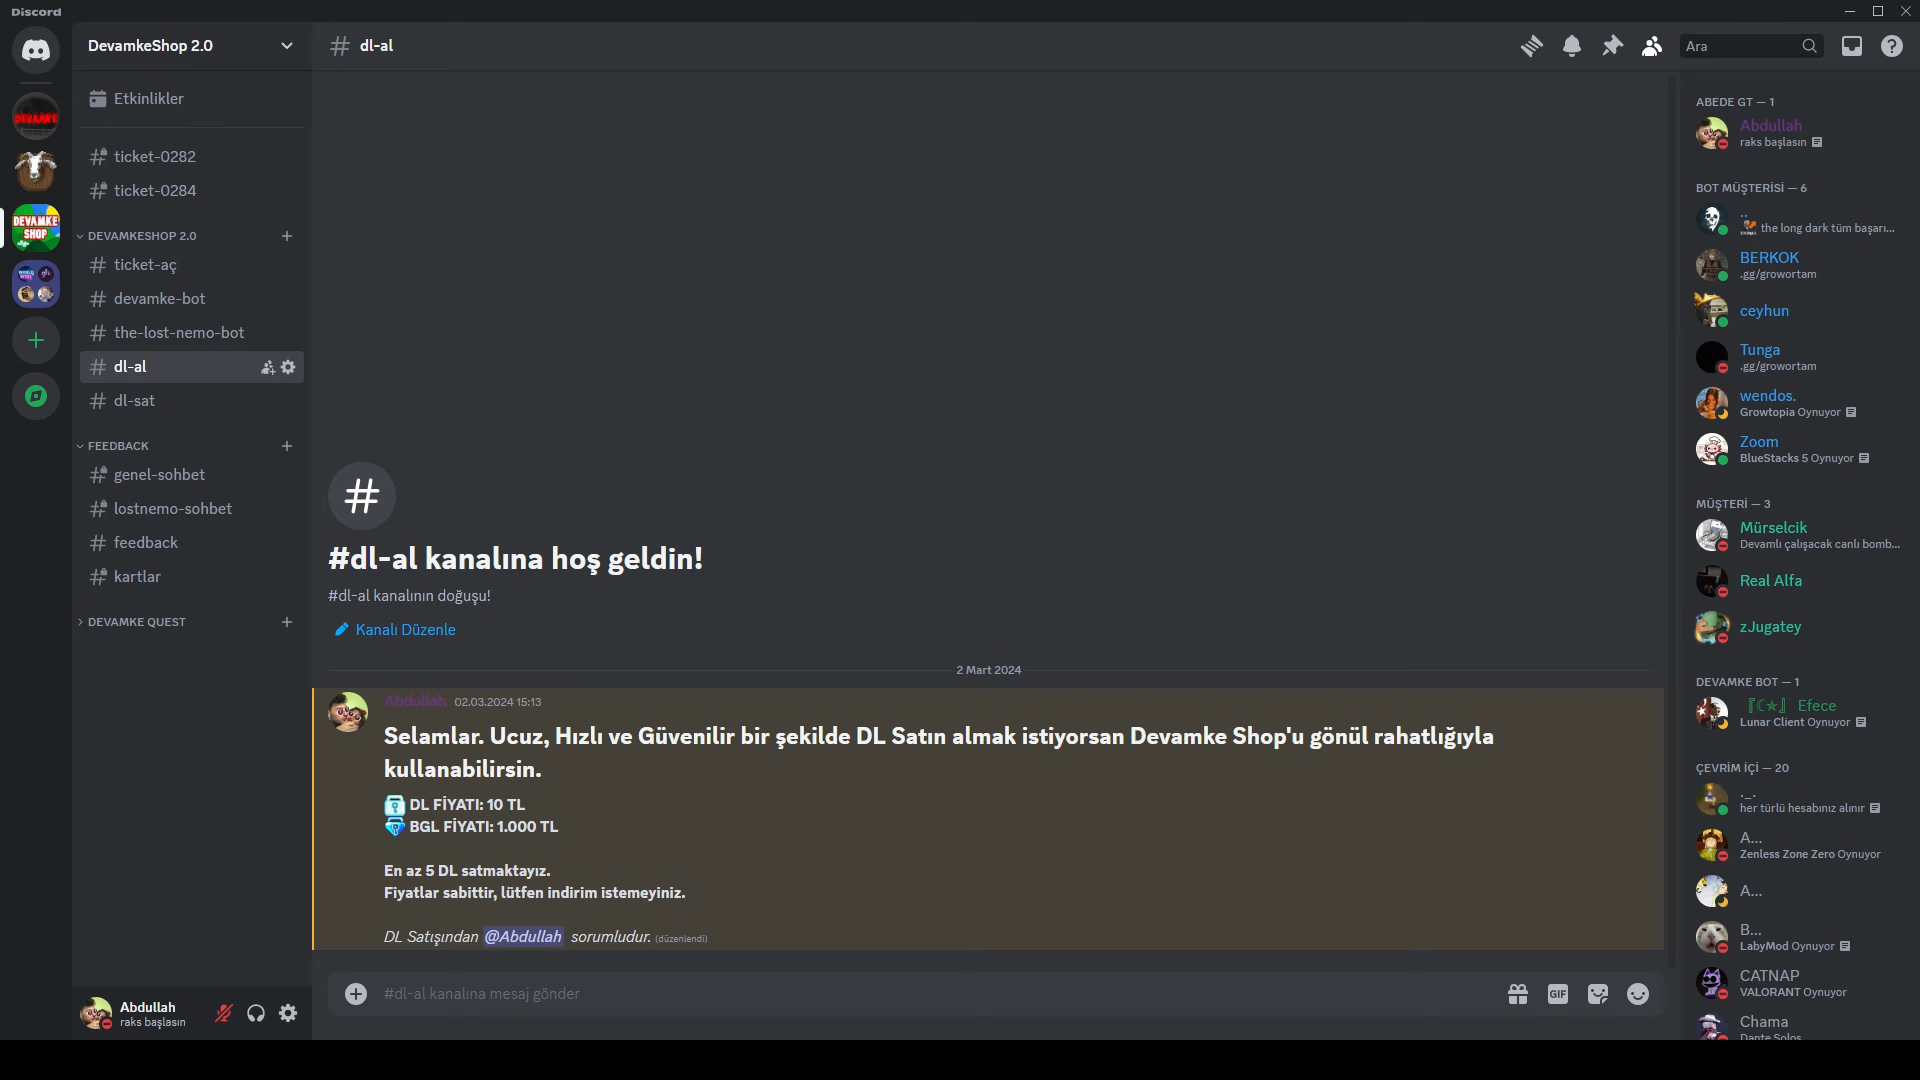 Discord
DEVAMKE
DEVAMKE
SHOP
DevamkeShop 2.0
Etkinlikler
ticket-0282
ticket-0284
DEVAMKESHOP 2.0
ticket-aç
devamke-bot
the-lost-nemo-bot
dl-al
dl-sat
FEEDBACK
genel-sohbet
lostnemo-sohbet
feedback
kartlar
DEVAMKE QUEST
Abdullah
raks başlasın
# dl-al
Ara
#dl-al kanalına hoş geldin!
#dl-al kanalının doğuşu!
Kanalı Düzenle
2 Mart 2024
Abdullah 02.03.2024 15:13
Selamlar. Ucuz, Hızlı ve Güvenilir bir şekilde DL Satın almak istiyorsan Devamke Shop'u gönül rahatlığıyla
kullanabilirsin.
DL FİYATI: 10 TL
BGL FİYATI: 1.000 TL
En az 5 DL satmaktayız.
Fiyatlar sabittir, lütfen indirim istemeyiniz.
DL Satışından @Abdullah sorumludur. (düzenlendi)
#dl-al kanalına mesaj gönder
GIF
ABEDE GT — 1
Abdullah
raks başlasın
BOT MÜŞTERİSİ — 6
..
the long dark tüm başarı...
BERKOK
.gg/growortam
ceyhun
Tunga
.gg/growortam
wendos.
Growtopia Oynuyor
Zoom
BlueStacks 5 Oynuyor
MÜŞTERİ — 3
Mürselcik
Devamlı çalışacak canlı bomb...
Real Alfa
zJugatey
DEVAMKE BOT — 1
『☾✯』 Efece
Lunar Client Oynuyor
ÇEVRİM İÇİ — 20
._.
her türlü hesabınız alınır
A...
Zenless Zone Zero Oynuyor
A...
B...
LabyMod Oynuyor
CATNAP
VALORANT Oynuyor
Chama
Dante Solos